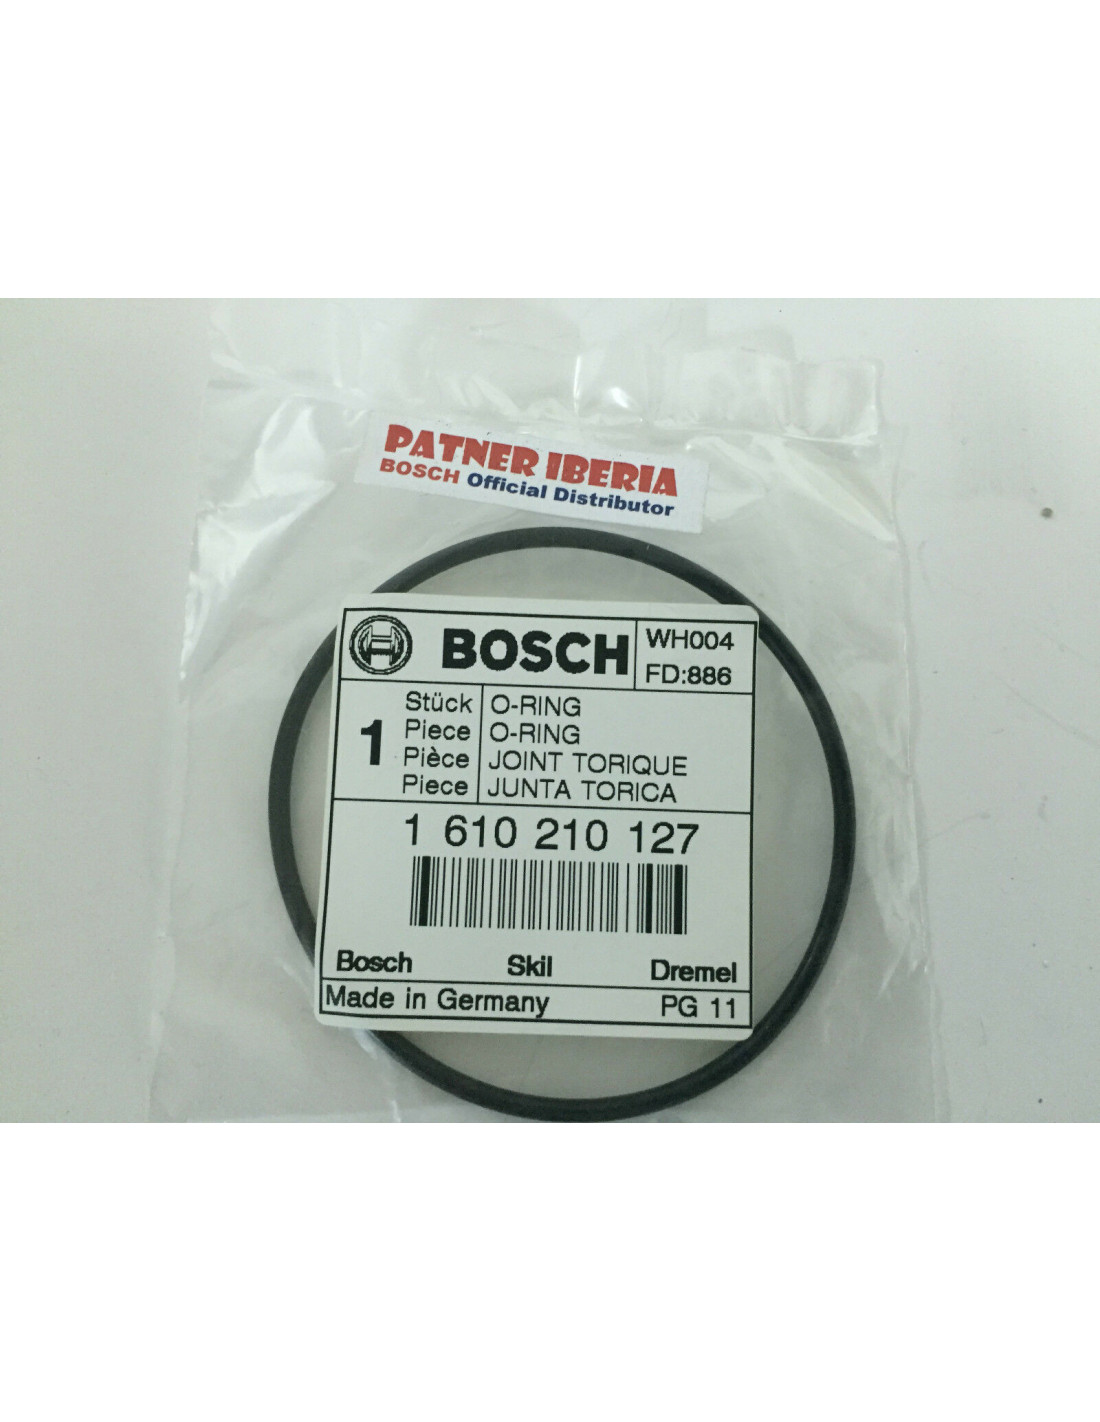 PATNER IBERIA
BOSCH Official Distributor
BOSCH
WH004
FD:886
1
Stück O-RING
Piece O-RING
Pièce JOINT TORIQUE
Piece JUNTA TORICA
1 610 210 127
Bosch Skil Dremel
Made in Germany PG 11